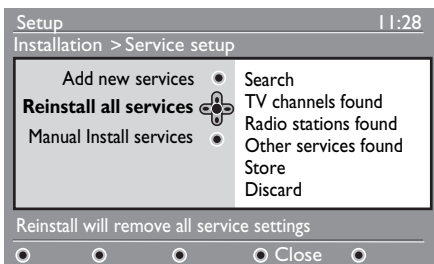 Setup 11:28
Installation > Service setup
Add new services
Reinstall all services
Manual Install services
Search
TV channels found
Radio stations found
Other services found
Store
Discard
Reinstall will remove all service settings
Close